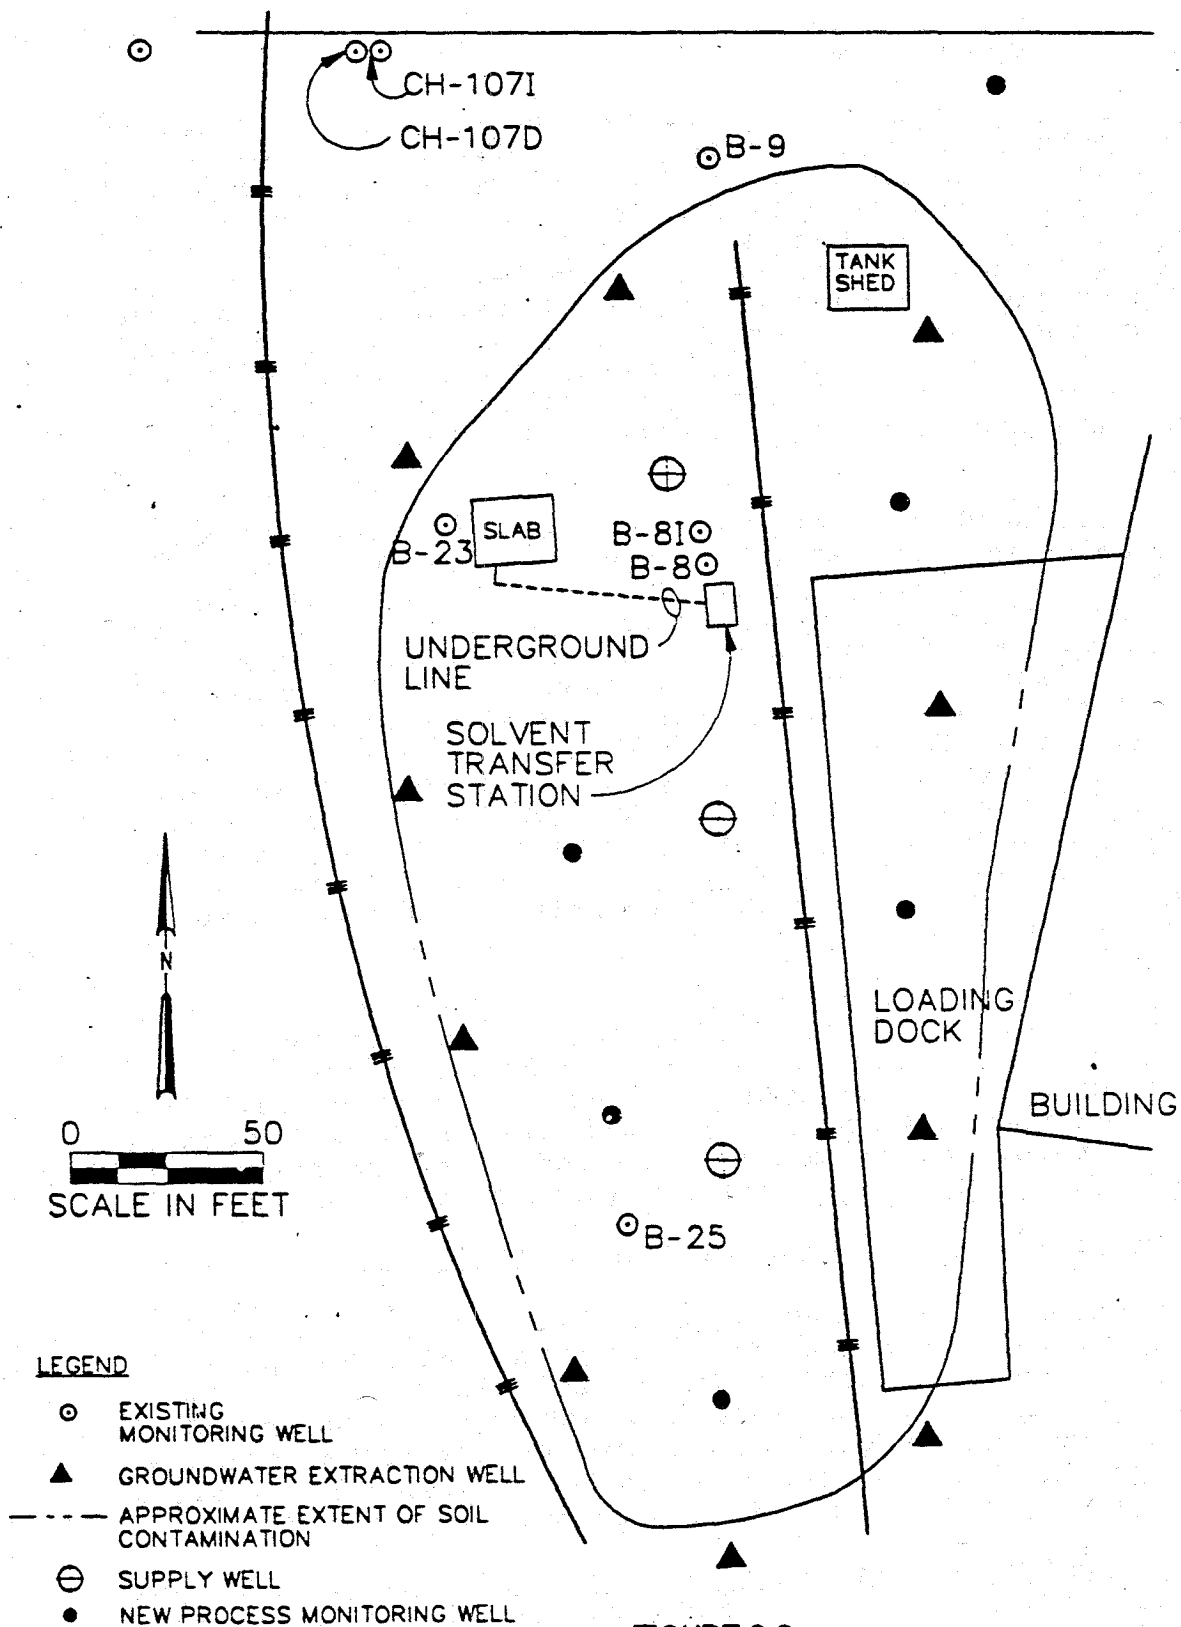 CH-107I
CH-107D
B-9
TANK
SHED
SLAB
B-23
B-8I
B-8
UNDERGROUND
LINE
SOLVENT
TRANSFER
STATION
N
LOADING
DOCK
BUILDING
0 50
SCALE IN FEET
B-25
LEGEND
EXISTING
MONITORING WELL
GROUNDWATER EXTRACTION WELL
APPROXIMATE EXTENT OF SOIL
CONTAMINATION
SUPPLY WELL
NEW PROCESS MONITORING WELL